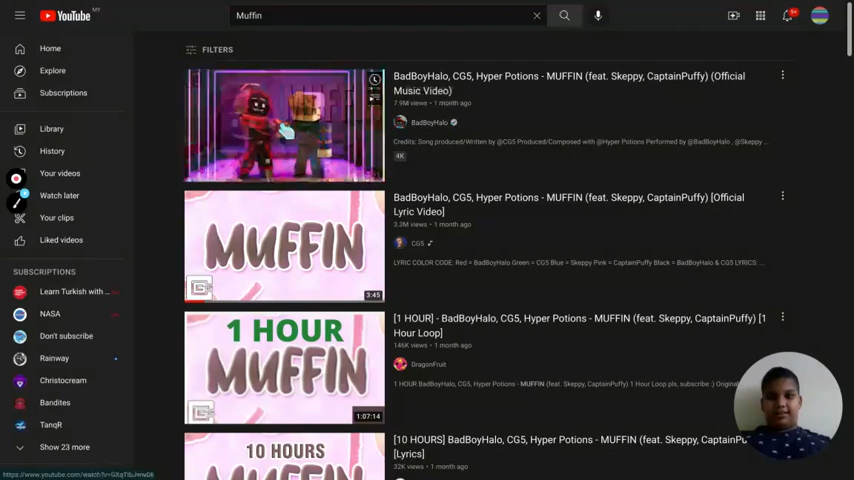 YouTube MY
Muffin
9+
Home
Explore
Subscriptions
Library
History
Your videos
Watch later
Your clips
Liked videos
SUBSCRIPTIONS
Learn Turkish with ...
NASA
Don't subscribe
Rainway
Christocream
Bandites
TanqR
Show 23 more
FILTERS
BadBoyHalo, CG5, Hyper Potions - MUFFIN (feat. Skeppy, CaptainPuffy) (Official
Music Video)
7.9M views • 1 month ago
BadBoyHalo
Credits: Song produced/Written by @CG5 Produced/Composed with @Hyper Potions Performed by @BadBoyHalo , @Skeppy ...
4K
MUFFIN
3:45
BadBoyHalo, CG5, Hyper Potions - MUFFIN (feat. Skeppy, CaptainPuffy) [Official
Lyric Video]
3.2M views • 1 month ago
CG5
LYRIC COLOR CODE: Red = BadBoyHalo Green = CG5 Blue = Skeppy Pink = CaptainPuffy Black = BadBoyHalo & CG5 LYRICS: ...
1 HOUR
MUFFIN
1:07:14
[1 HOUR] - BadBoyHalo, CG5, Hyper Potions - MUFFIN (feat. Skeppy, CaptainPuffy) [1
Hour Loop]
146K views • 1 month ago
DragonFruit
1 HOUR BadBoyHalo, CG5, Hyper Potions - MUFFIN (feat. Skeppy, CaptainPuffy) 1 Hour Loop pls, subscribe :) Original
10 HOURS
[10 HOURS] BadBoyHalo, CG5, Hyper Potions - MUFFIN (feat. Skeppy, CaptainPu
[Lyrics]
32K views • 1 month ago